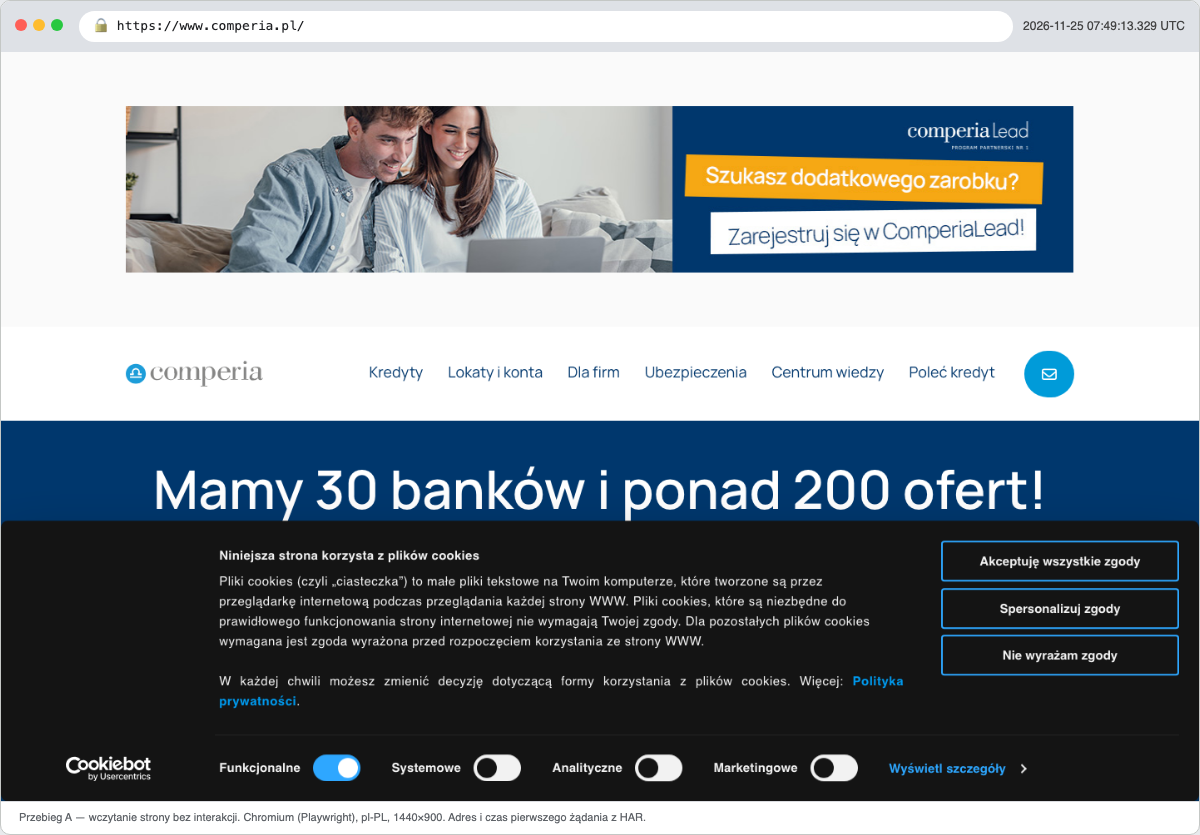 https://www.comperia.pl/
2026-11-25 07:49:13.329 UTC
comperia Lead
PROGRAM PARTNERSKI NR 1
Szukasz dodatkowego zarobku?
Zarejestruj się w ComperiaLead!
comperia
Kredyty
Lokaty i konta
Dla firm
Ubezpieczenia
Centrum wiedzy
Poleć kredyt
Mamy 30 banków i ponad 200 ofert!
Niniejsza strona korzysta z plików cookies
Pliki cookies (czyli „ciasteczka”) to małe pliki tekstowe na Twoim komputerze, które tworzone są przez
przeglądarkę internetową podczas przeglądania każdej strony WWW. Pliki cookies, które są niezbędne do
prawidłowego funkcjonowania strony internetowej nie wymagają Twojej zgody. Dla pozostałych plików cookies
wymagana jest zgoda wyrażona przed rozpoczęciem korzystania ze strony WWW.
W każdej chwili możesz zmienić decyzję dotyczącą formy korzystania z plików cookies. Więcej: Polityka
prywatności.
Akceptuję wszystkie zgody
Spersonalizuj zgody
Nie wyrażam zgody
Cookiebot
by Usercentrics
Funkcjonalne
Systemowe
Analityczne
Marketingowe
Wyświetl szczegóły
Przebieg A — wczytanie strony bez interakcji. Chromium (Playwright), pl-PL, 1440×900. Adres i czas pierwszego żądania z HAR.